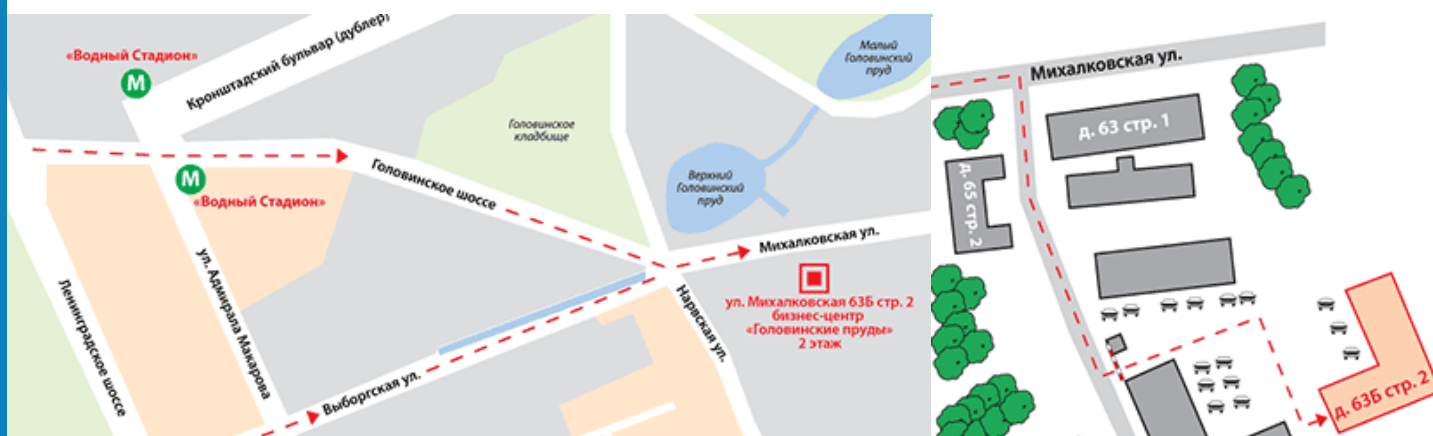 «Водный Стадион»
М
Кронштадский бульвар (дублер)
Малый
Головинский
пруд
Головинское
кладбище
Головинское шоссе
Верхний
Головинский
пруд
М
«Водный Стадион»
Михалковская ул.
ул. Михалковская 63Б стр. 2
бизнес-центр
«Головинские пруды»
2 этаж
Ленинградское шоссе
ул. Адмирала Макарова
Нарвская ул.
Выборгская ул.
Михалковская ул.
д. 63 стр. 1
д. 65 стр. 2
д. 63Б стр. 2